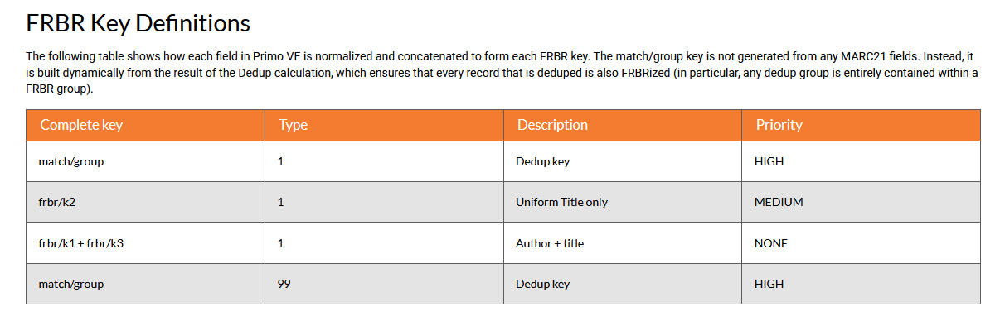 FRBR Key Definitions
The following table shows how each field in Primo VE is normalized and concatenated to form each FRBR key. The match/group key is not generated from any MARC21 fields. Instead, it
is built dynamically from the result of the Dedup calculation, which ensures that every record that is deduped is also FRBRized (in particular, any dedup group is entirely contained within a
FRBR group).
Complete key Type Description Priority
match/group 1 Dedup key HIGH
frbr/k2 1 Uniform Title only MEDIUM
frbr/k1 + frbr/k3 1 Author + title NONE
match/group 99 Dedup key HIGH